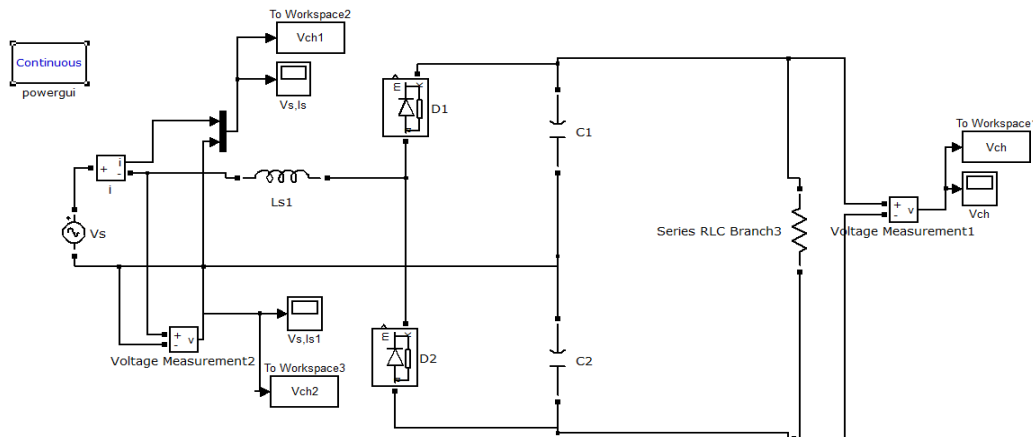 To Workspace2
Vch1
Continuous
powergui
Vs,Is
m
k
a
D1
C1
To Workspace1
Vch
+
-
i
i
Ls1
+
Vs
Series RLC Branch3
+
-
v
Voltage Measurement1
Vch
+
-
v
Voltage Measurement2
Vs,Is1
To Workspace3
Vch2
m
k
a
D2
C2